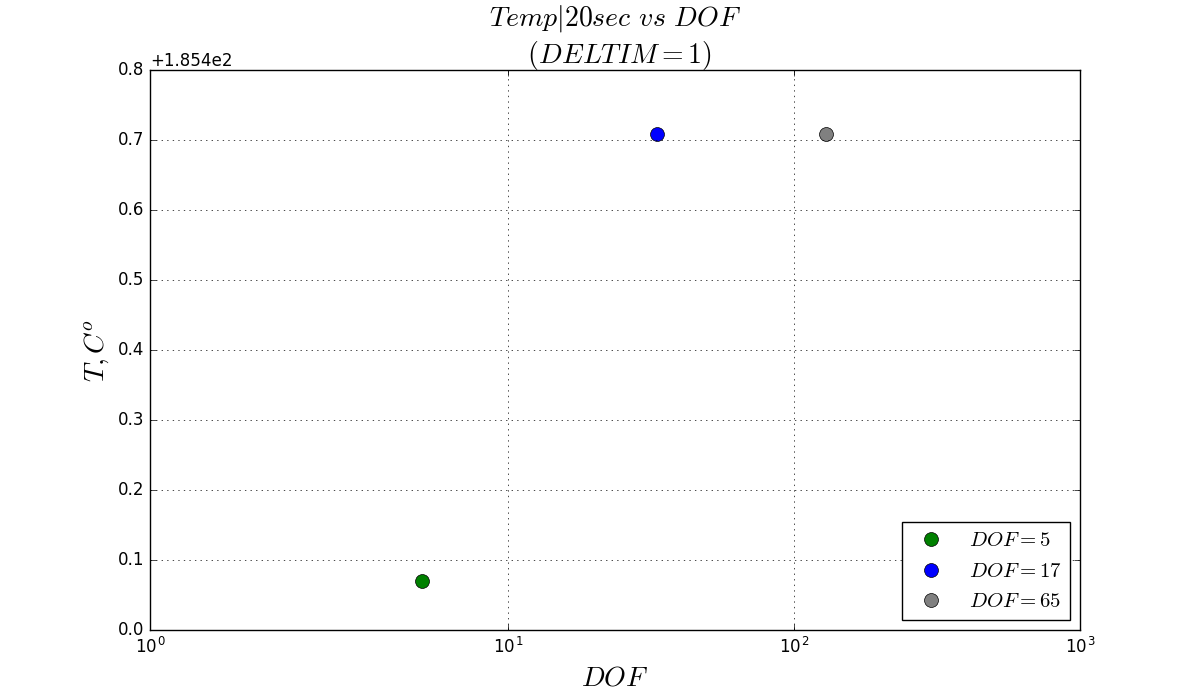 Temp|20sec vs DOF
(DELTIM = 1)
+1.854e2
0.8
0.7
0.6
0.5
0.4
0.3
0.2
0.1
0.0
T, C^o
10^0
10^1
10^2
10^3
DOF
DOF = 5
DOF = 17
DOF = 65